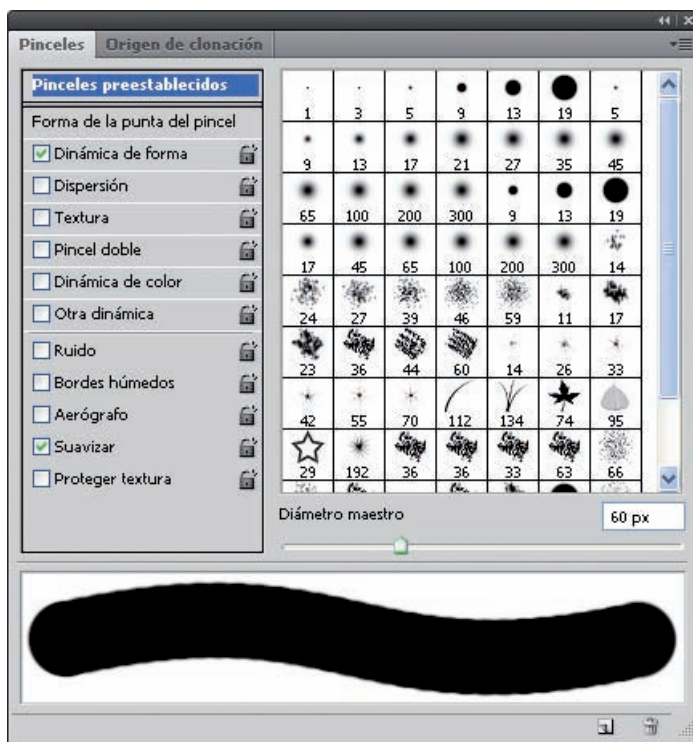 Pinceles Origen de clonación
Pinceles preestablecidos
Forma de la punta del pincel
Dinámica de forma
Dispersión
Textura
Pincel doble
Dinámica de color
Otra dinámica
Ruido
Bordes húmedos
Aerógrafo
Suavizar
Proteger textura
1 3 5 9 13 19 5
9 13 17 21 27 35 45
65 100 200 300 9 13 19
17 45 65 100 200 300 14
24 27 39 46 59 11 17
23 36 44 60 14 26 33
42 55 70 112 134 74 95
29 192 36 36 33 63 66
Diámetro maestro 60 px